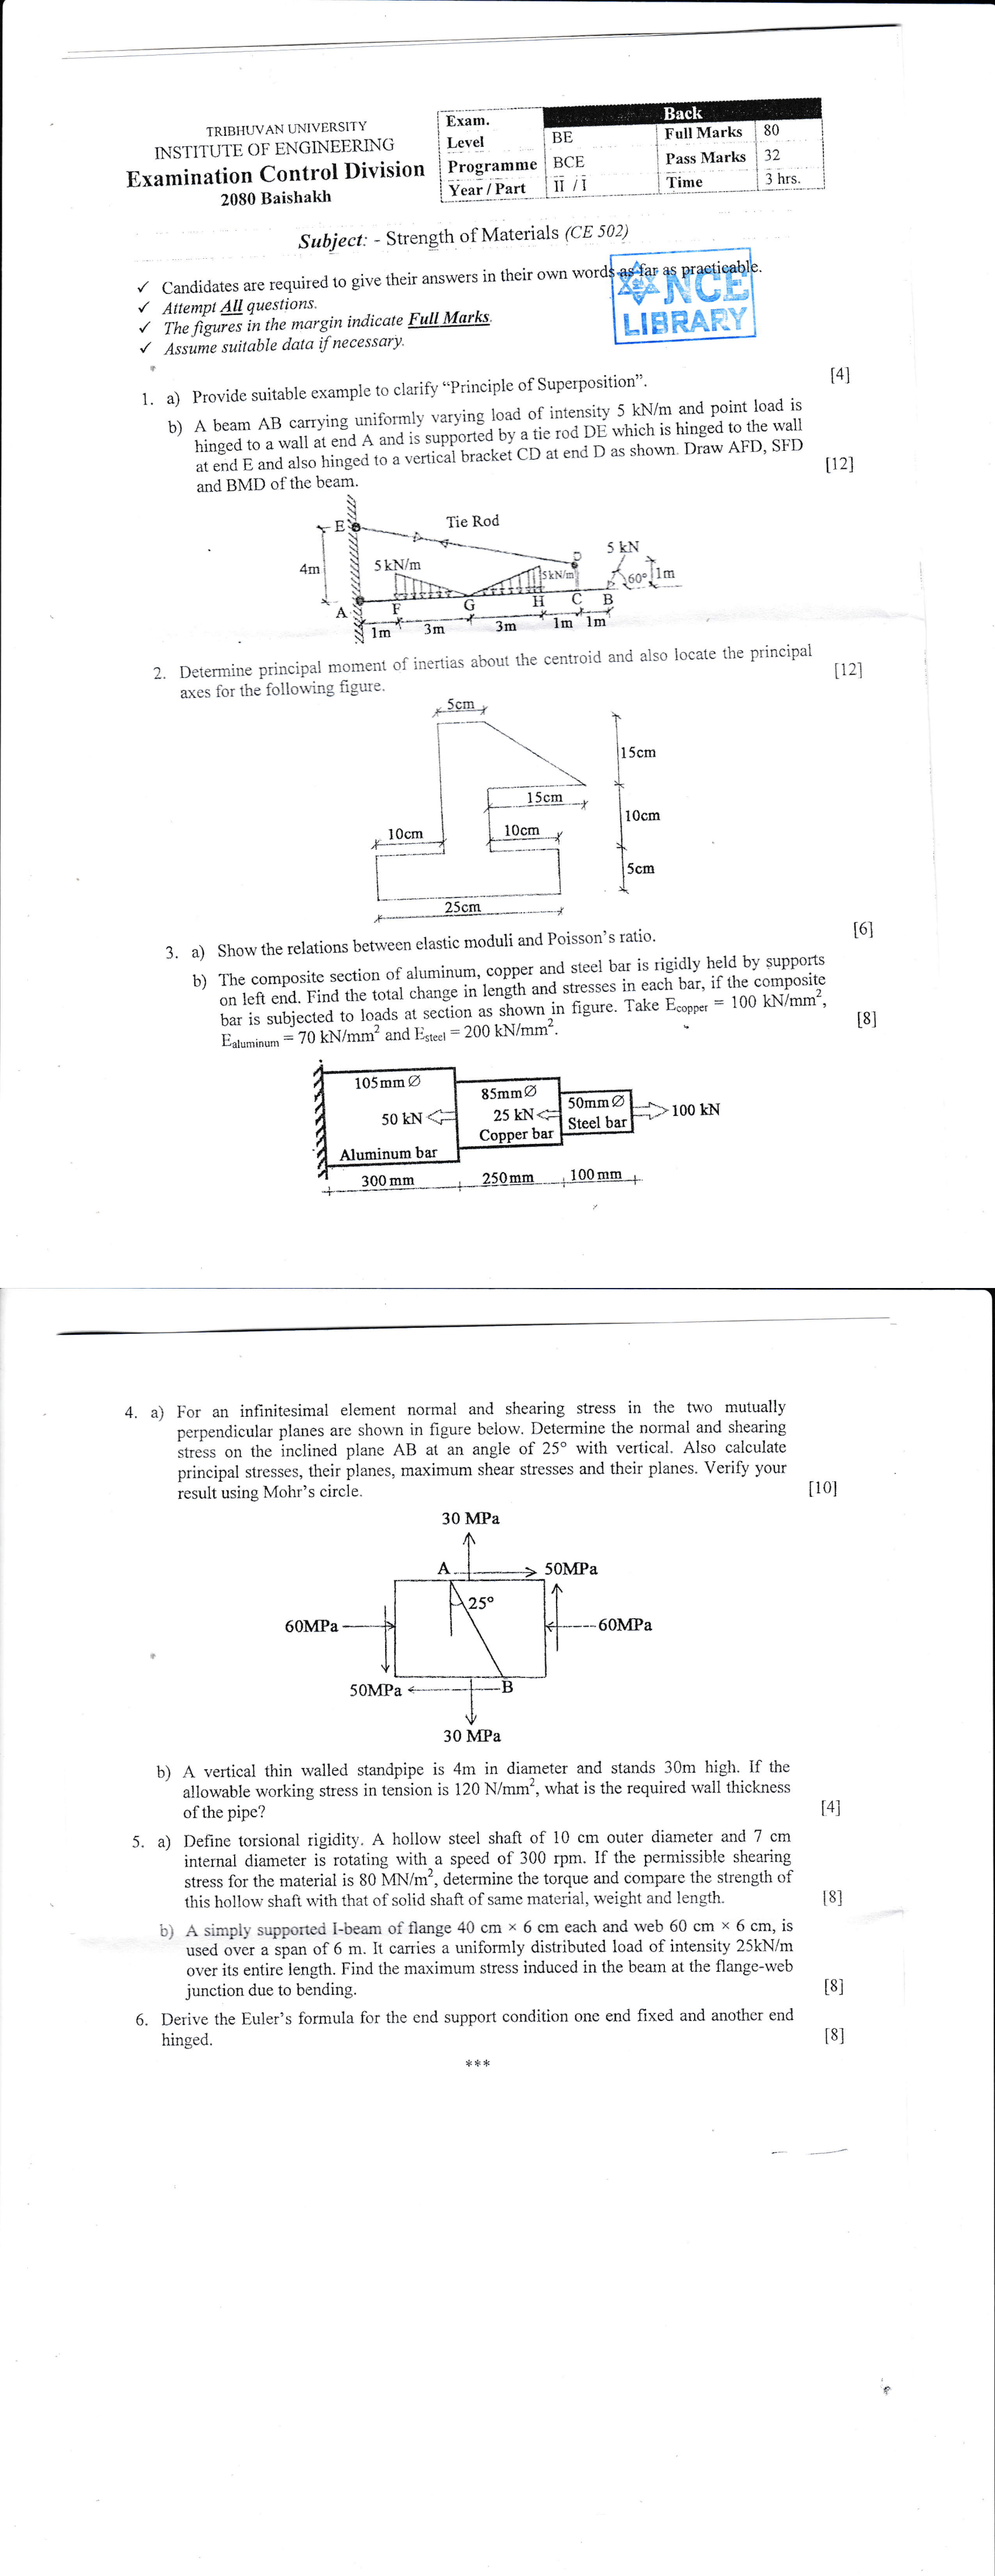 TRIBHUVAN UNIVERSITY
INSTITUTE OF ENGINEERING
Examination Control Division
2080 Baishakh
Exam. Back
Level BE Full Marks 80
Programme BCE Pass Marks 32
Year / Part II / I Time 3 hrs.
Subject: - Strength of Materials (CE 502)
✓ Candidates are required to give their answers in their own words as far as practicable.
✓ Attempt All questions.
✓ The figures in the margin indicate Full Marks.
✓ Assume suitable data if necessary.
NCE
LIBRARY
1. a) Provide suitable example to clarify “Principle of Superposition”. [4]
b) A beam AB carrying uniformly varying load of intensity 5 kN/m and point load is
hinged to a wall at end A and is supported by a tie rod DE which is hinged to the wall
at end E and also hinged to a vertical bracket CD at end D as shown. Draw AFD, SFD
and BMD of the beam. [12]
E Tie Rod
D 5 kN
4m 5 kN/m 5 kN/m 60° 1m
A F G H C B
1m 3m 3m 1m 1m
2. Determine principal moment of inertias about the centroid and also locate the principal
axes for the following figure. [12]
5cm
15cm
15cm
10cm
10cm 10cm
5cm
25cm
3. a) Show the relations between elastic moduli and Poisson’s ratio. [6]
b) The composite section of aluminum, copper and steel bar is rigidly held by supports
on left end. Find the total change in length and stresses in each bar, if the composite
bar is subjected to loads at section as shown in figure. Take Ecopper = 100 kN/mm²,
Ealuminum = 70 kN/mm² and Esteel = 200 kN/mm². [8]
105mm Ø
85mm Ø
50mm Ø
50 kN 25 kN 100 kN
Steel bar
Copper bar
Aluminum bar
300 mm 250mm 100 mm
4. a) For an infinitesimal element normal and shearing stress in the two mutually
perpendicular planes are shown in figure below. Determine the normal and shearing
stress on the inclined plane AB at an angle of 25° with vertical. Also calculate
principal stresses, their planes, maximum shear stresses and their planes. Verify your
result using Mohr’s circle. [10]
30 MPa
A 50MPa
25°
60MPa 60MPa
50MPa B
30 MPa
b) A vertical thin walled standpipe is 4m in diameter and stands 30m high. If the
allowable working stress in tension is 120 N/mm², what is the required wall thickness
of the pipe? [4]
5. a) Define torsional rigidity. A hollow steel shaft of 10 cm outer diameter and 7 cm
internal diameter is rotating with a speed of 300 rpm. If the permissible shearing
stress for the material is 80 MN/m², determine the torque and compare the strength of
this hollow shaft with that of solid shaft of same material, weight and length. [8]
b) A simply supported I-beam of flange 40 cm × 6 cm each and web 60 cm × 6 cm, is
used over a span of 6 m. It carries a uniformly distributed load of intensity 25kN/m
over its entire length. Find the maximum stress induced in the beam at the flange-web
junction due to bending. [8]
6. Derive the Euler’s formula for the end support condition one end fixed and another end
hinged. [8]
***